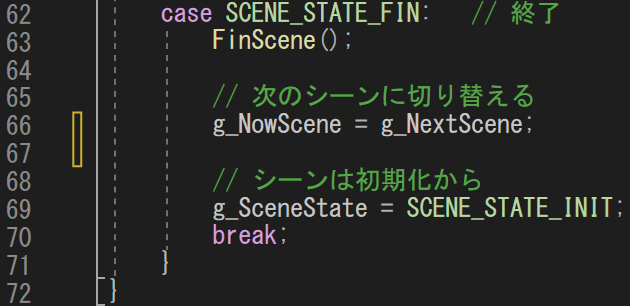 62 case SCENE_STATE_FIN: // 終了
63 FinScene();
64
65 // 次のシーンに切り替える
66 g_NowScene = g_NextScene;
67
68 // シーンは初期化から
69 g_SceneState = SCENE_STATE_INIT;
70 break;
71 }
72 }